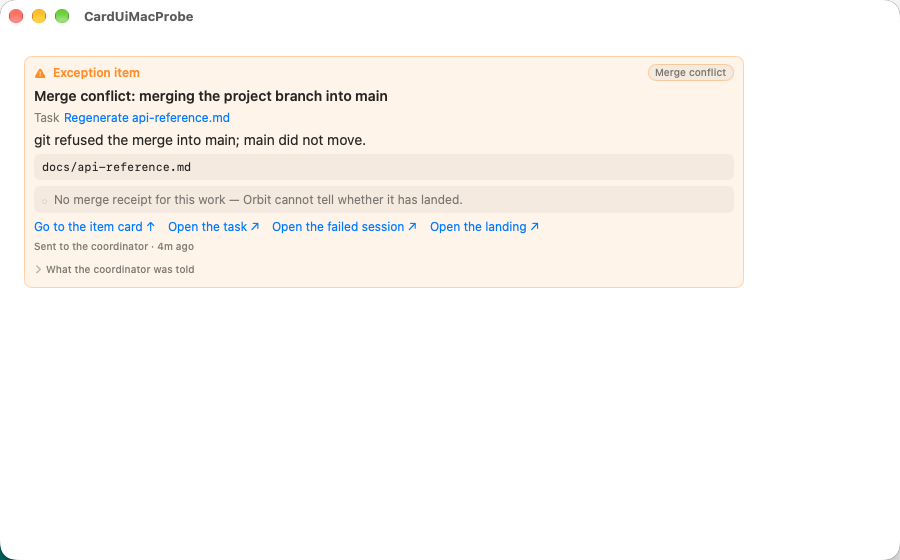 CardUiMacProbe
Exception item
Merge conflict
Merge conflict: merging the project branch into main
Task Regenerate api-reference.md
git refused the merge into main; main did not move.
docs/api-reference.md
No merge receipt for this work — Orbit cannot tell whether it has landed.
Go to the item card ↑ Open the task ↗ Open the failed session ↗ Open the landing ↗
Sent to the coordinator · 4m ago
What the coordinator was told